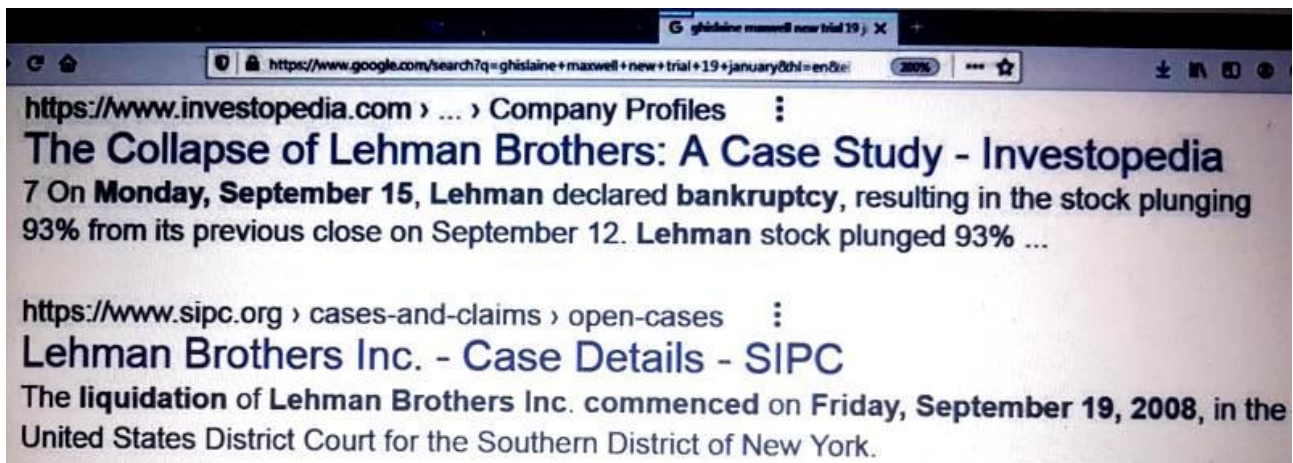 G ghislaine maxwell new trial 19 j
https://www.google.com/search?q=ghislaine+maxwell+new+trial+19+january&hl=en&ei 200%
https://www.investopedia.com › ... › Company Profiles
The Collapse of Lehman Brothers: A Case Study - Investopedia
7 On Monday, September 15, Lehman declared bankruptcy, resulting in the stock plunging
93% from its previous close on September 12. Lehman stock plunged 93% ...
https://www.sipc.org › cases-and-claims › open-cases
Lehman Brothers Inc. - Case Details - SIPC
The liquidation of Lehman Brothers Inc. commenced on Friday, September 19, 2008, in the
United States District Court for the Southern District of New York.